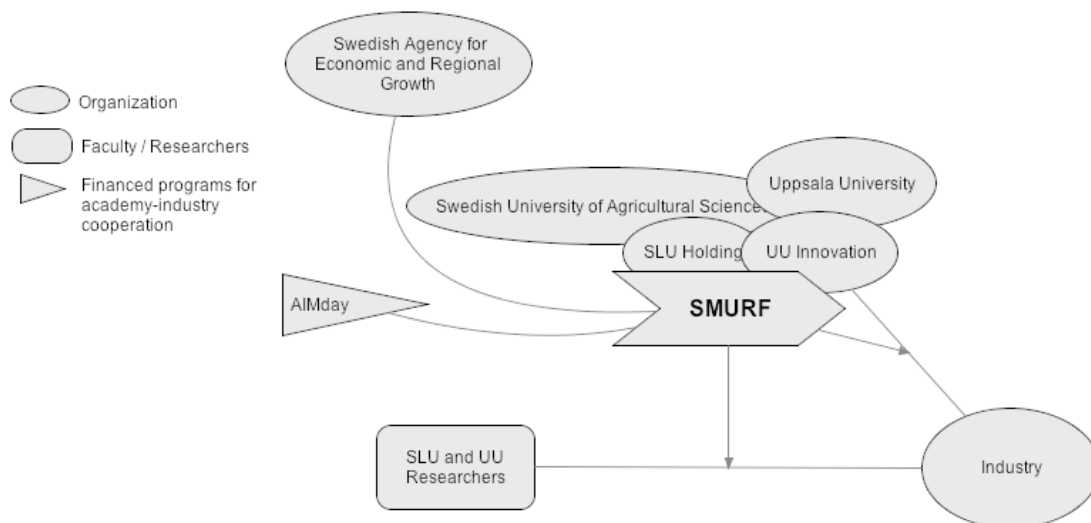 Swedish Agency for
Economic and Regional
Growth
Organization
Faculty / Researchers
Financed programs for
academy-industry
cooperation
Uppsala University
Swedish University of Agricultural Sciences
SLU Holding
UU Innovation
AIMday
SMURF
SLU and UU
Researchers
Industry